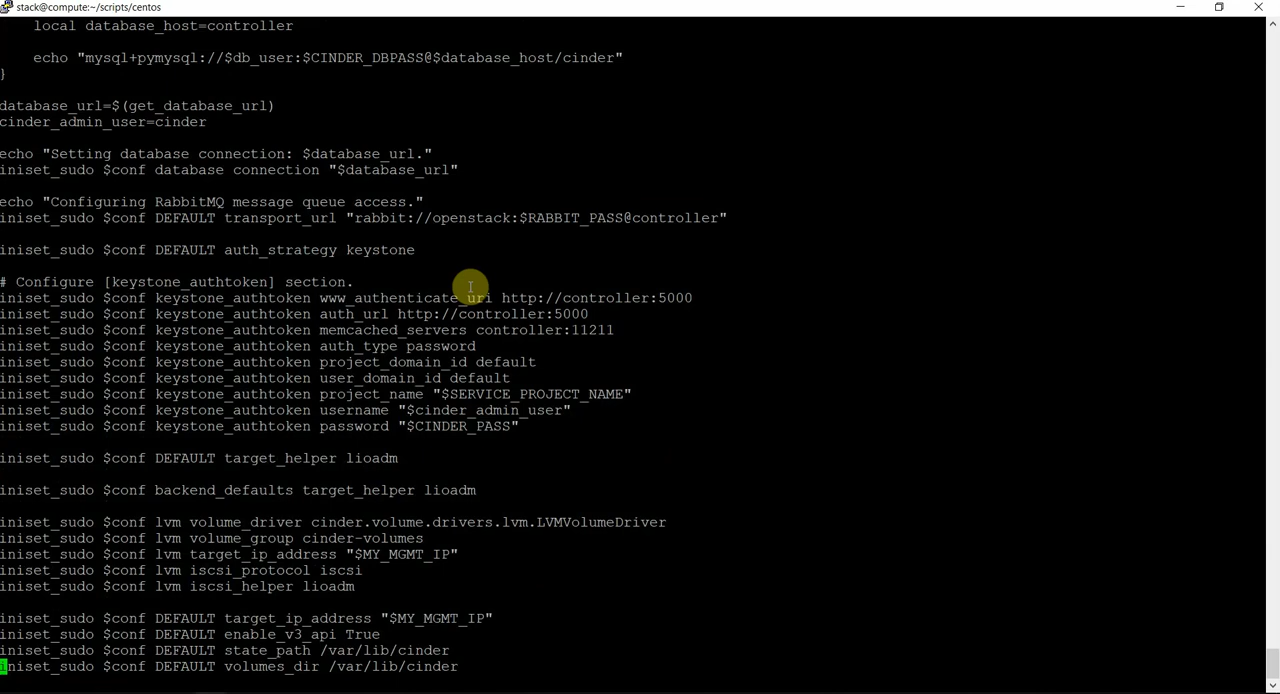 stack@compute:~/scripts/centos
local database_host=controller
echo "mysql+pymysql://$db_user:$CINDER_DBPASS@$database_host/cinder"
}
database_url=$(get_database_url)
cinder_admin_user=cinder
echo "Setting database connection: $database_url."
iniset_sudo $conf database connection "$database_url"
echo "Configuring RabbitMQ message queue access."
iniset_sudo $conf DEFAULT transport_url "rabbit://openstack:$RABBIT_PASS@controller"
iniset_sudo $conf DEFAULT auth_strategy keystone
# Configure [keystone_authtoken] section.
iniset_sudo $conf keystone_authtoken www_authenticate_uri http://controller:5000
iniset_sudo $conf keystone_authtoken auth_url http://controller:5000
iniset_sudo $conf keystone_authtoken memcached_servers controller:11211
iniset_sudo $conf keystone_authtoken auth_type password
iniset_sudo $conf keystone_authtoken project_domain_id default
iniset_sudo $conf keystone_authtoken user_domain_id default
iniset_sudo $conf keystone_authtoken project_name "$SERVICE_PROJECT_NAME"
iniset_sudo $conf keystone_authtoken username "$cinder_admin_user"
iniset_sudo $conf keystone_authtoken password "$CINDER_PASS"
iniset_sudo $conf DEFAULT target_helper lioadm
iniset_sudo $conf backend_defaults target_helper lioadm
iniset_sudo $conf lvm volume_driver cinder.volume.drivers.lvm.LVMVolumeDriver
iniset_sudo $conf lvm volume_group cinder-volumes
iniset_sudo $conf lvm target_ip_address "$MY_MGMT_IP"
iniset_sudo $conf lvm iscsi_protocol iscsi
iniset_sudo $conf lvm iscsi_helper lioadm
iniset_sudo $conf DEFAULT target_ip_address "$MY_MGMT_IP"
iniset_sudo $conf DEFAULT enable_v3_api True
iniset_sudo $conf DEFAULT state_path /var/lib/cinder
iniset_sudo $conf DEFAULT volumes_dir /var/lib/cinder